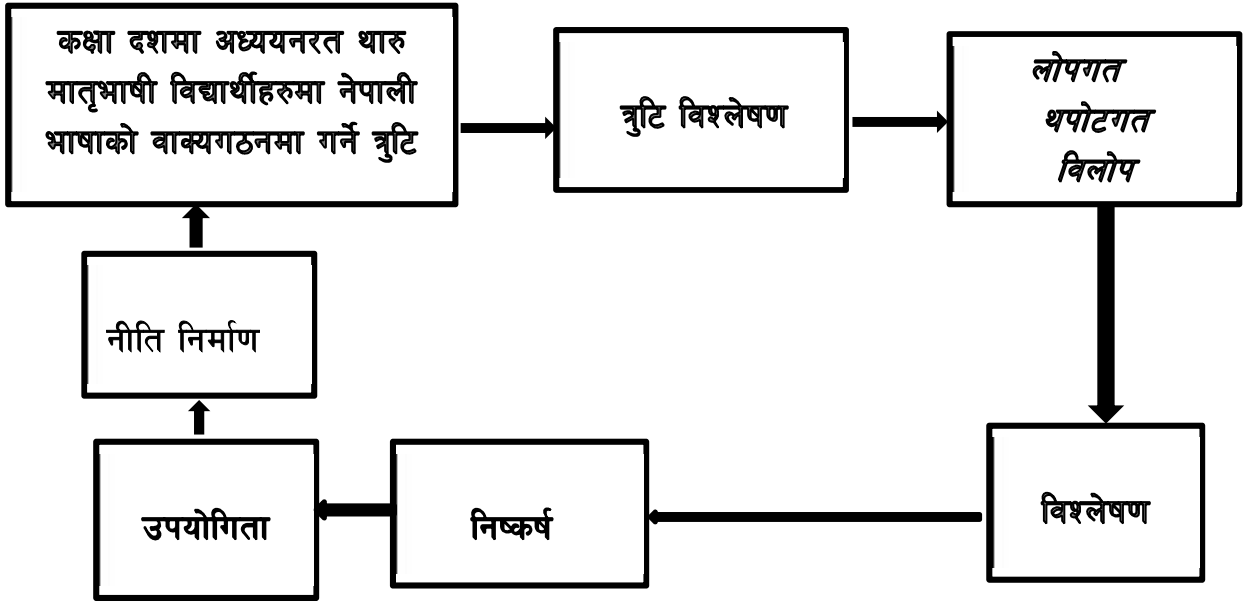 कक्षा दशमा अध्ययनरत थारु
मातृभाषी विद्यार्थीहरुमा नेपाली
भाषाको वाक्यगठनमा गर्ने त्रुटि
त्रुटि विश्लेषण
लोपगत
थपोटगत
विलोप
विश्लेषण
निष्कर्ष
उपयोगिता
नीति निर्माण